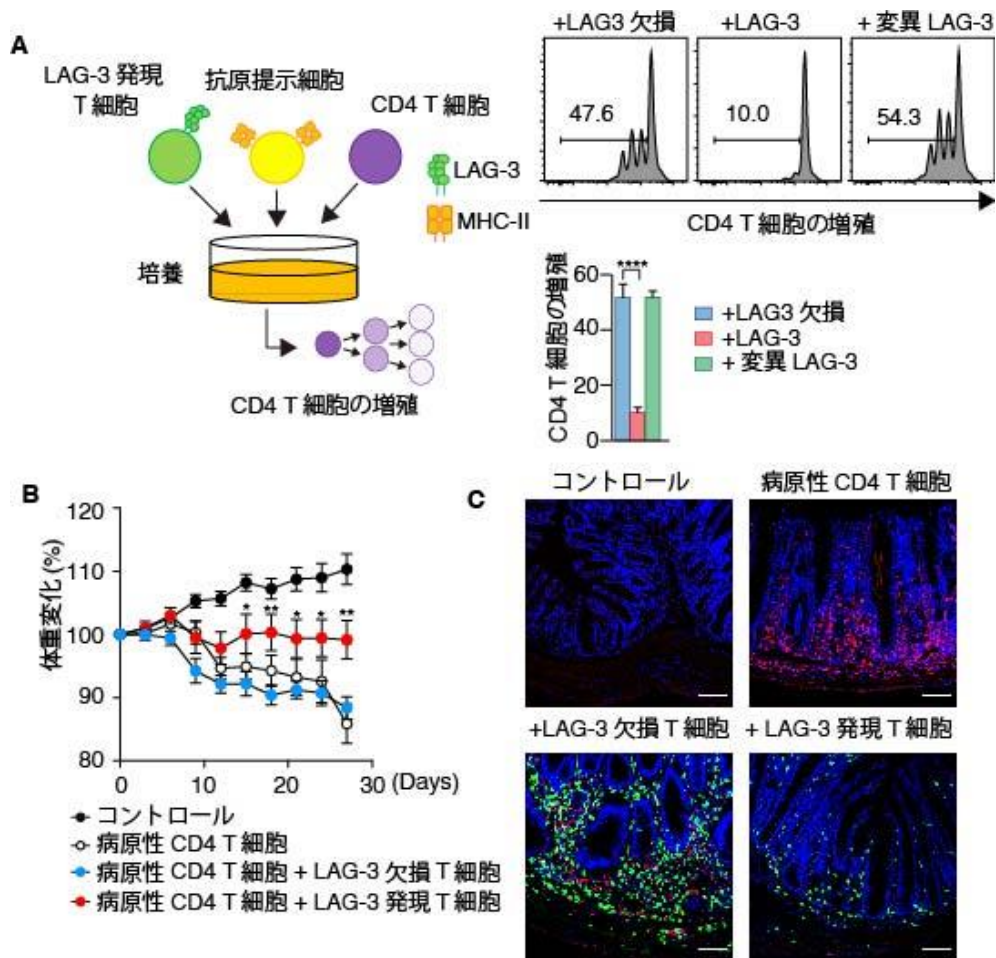 A
LAG-3 発現
T 細胞
抗原提示細胞
CD4 T 細胞
LAG-3
MHC-II
培養
CD4 T 細胞の増殖
+LAG3 欠損
+LAG-3
+ 変異 LAG-3
47.6
10.0
54.3
CD4 T 細胞の増殖
CD4 T 細胞の増殖
60
40
20
0
****
+LAG3 欠損
+LAG-3
+ 変異 LAG-3
B
体重変化 (%)
120
110
100
90
80
* ** * * **
0 10 20 30 (Days)
コントロール
病原性 CD4 T 細胞
病原性 CD4 T 細胞 + LAG-3 欠損 T 細胞
病原性 CD4 T 細胞 + LAG-3 発現 T 細胞
C
コントロール
病原性 CD4 T 細胞
+LAG-3 欠損 T 細胞
+ LAG-3 発現 T 細胞